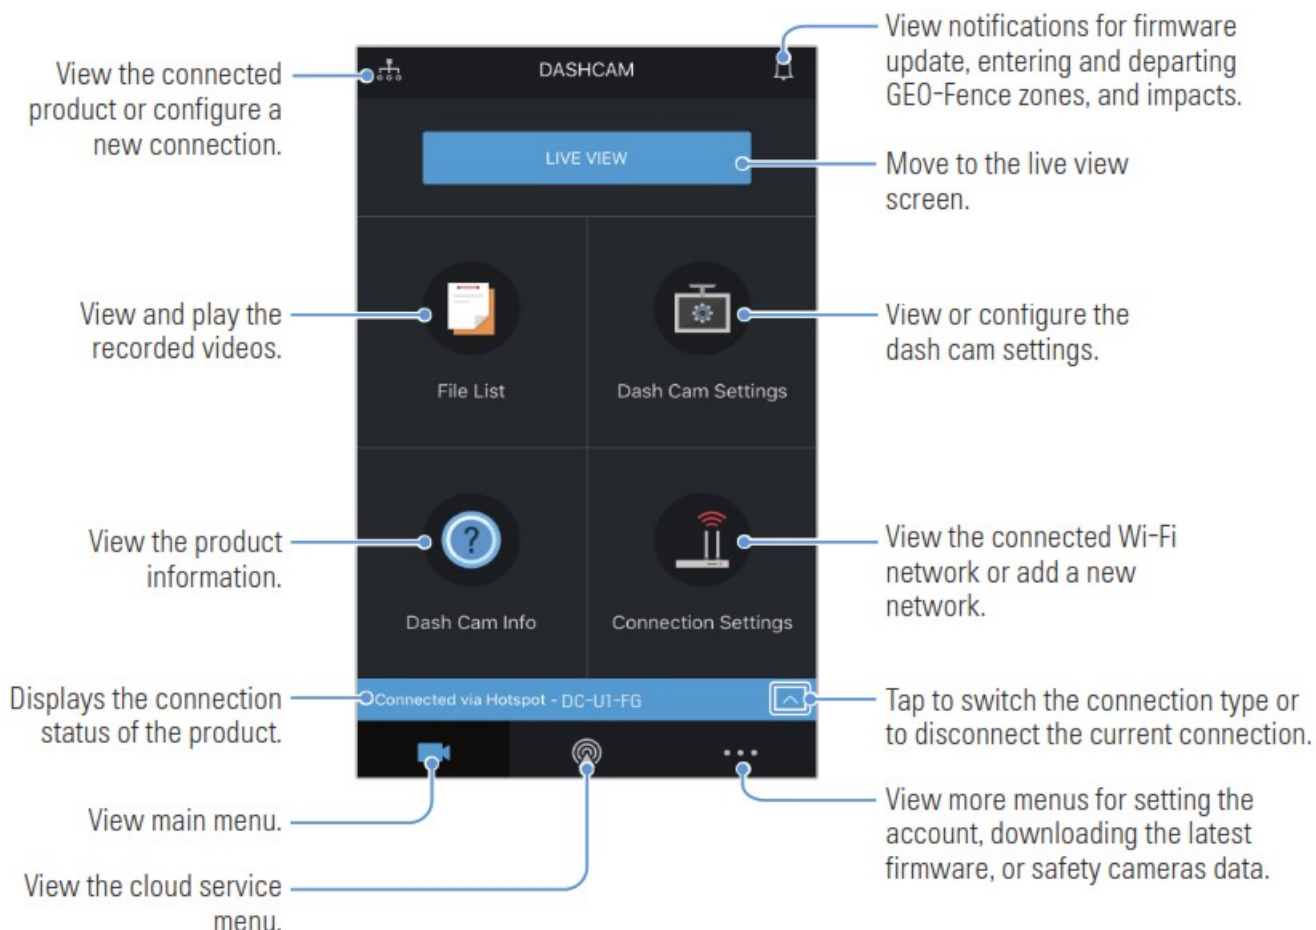 View notifications for firmware
update, entering and departing
GEO-Fence zones, and impacts.
View the connected
product or configure a
new connection.
DASHCAM
LIVE VIEW
Move to the live view
screen.
View and play the
recorded videos.
File List
Dash Cam Settings
View or configure the
dash cam settings.
View the product
information.
?
Dash Cam Info
Connection Settings
View the connected Wi-Fi
network or add a new
network.
Displays the connection
status of the product.
Connected via Hotspot - DC-U1-FG
Tap to switch the connection type or
to disconnect the current connection.
View main menu.
View the cloud service
menu.
View more menus for setting the
account, downloading the latest
firmware, or safety cameras data.